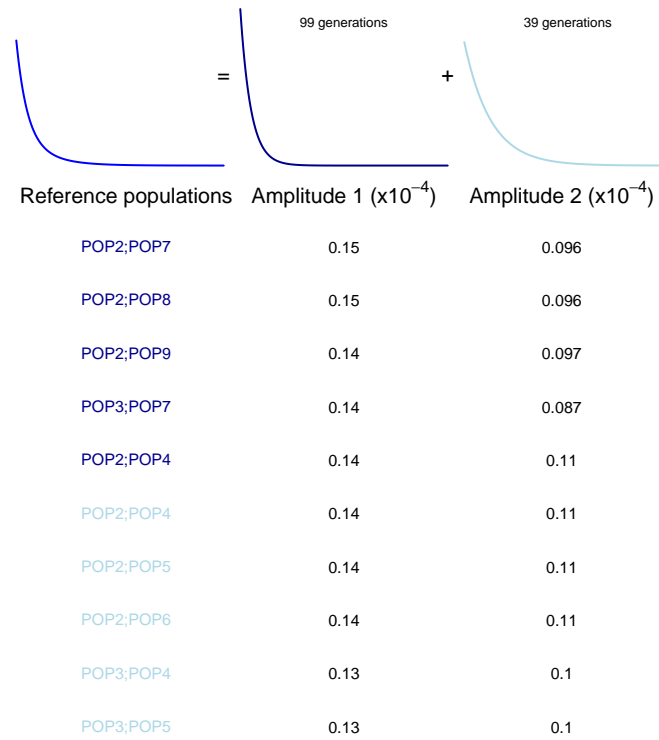 99 generations 39 generations
= +
Reference populations Amplitude 1 (x10⁻⁴) Amplitude 2 (x10⁻⁴)
POP2;POP7 0.15 0.096
POP2;POP8 0.15 0.096
POP2;POP9 0.14 0.097
POP3;POP7 0.14 0.087
POP2;POP4 0.14 0.11
POP2;POP4 0.14 0.11
POP2;POP5 0.14 0.11
POP2;POP6 0.14 0.11
POP3;POP4 0.13 0.1
POP3;POP5 0.13 0.1